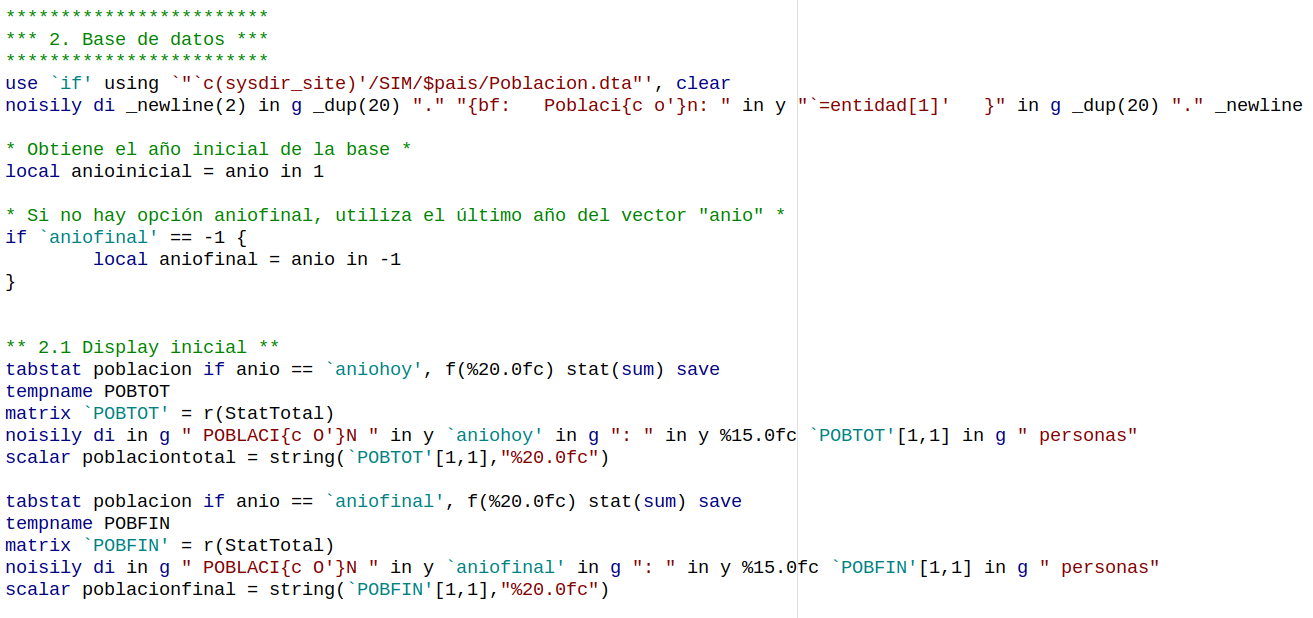 ************************
*** 2. Base de datos ***
************************
use `if' using `"`c(sysdir_site)'/SIM/$pais/Poblacion.dta"', clear
noisily di _newline(2) in g _dup(20) "." "{bf:   Poblaci{c o'}n: " in y "`=entidad[1]'   }" in g _dup(20) "." _newline
* Obtiene el año inicial de la base *
local anioinicial = anio in 1
* Si no hay opción aniofinal, utiliza el último año del vector "anio" *
if `aniofinal' == -1 {
        local aniofinal = anio in -1
}
** 2.1 Display inicial **
tabstat poblacion if anio == `aniohoy', f(%20.0fc) stat(sum) save
tempname POBTOT
matrix `POBTOT' = r(StatTotal)
noisily di in g " POBLACI{c O'}N " in y `aniohoy' in g ": " in y %15.0fc `POBTOT'[1,1] in g " personas"
scalar poblaciontotal = string(`POBTOT'[1,1],"%20.0fc")
tabstat poblacion if anio == `aniofinal', f(%20.0fc) stat(sum) save
tempname POBFIN
matrix `POBFIN' = r(StatTotal)
noisily di in g " POBLACI{c O'}N " in y `aniofinal' in g ": " in y %15.0fc `POBFIN'[1,1] in g " personas"
scalar poblacionfinal = string(`POBFIN'[1,1],"%20.0fc")